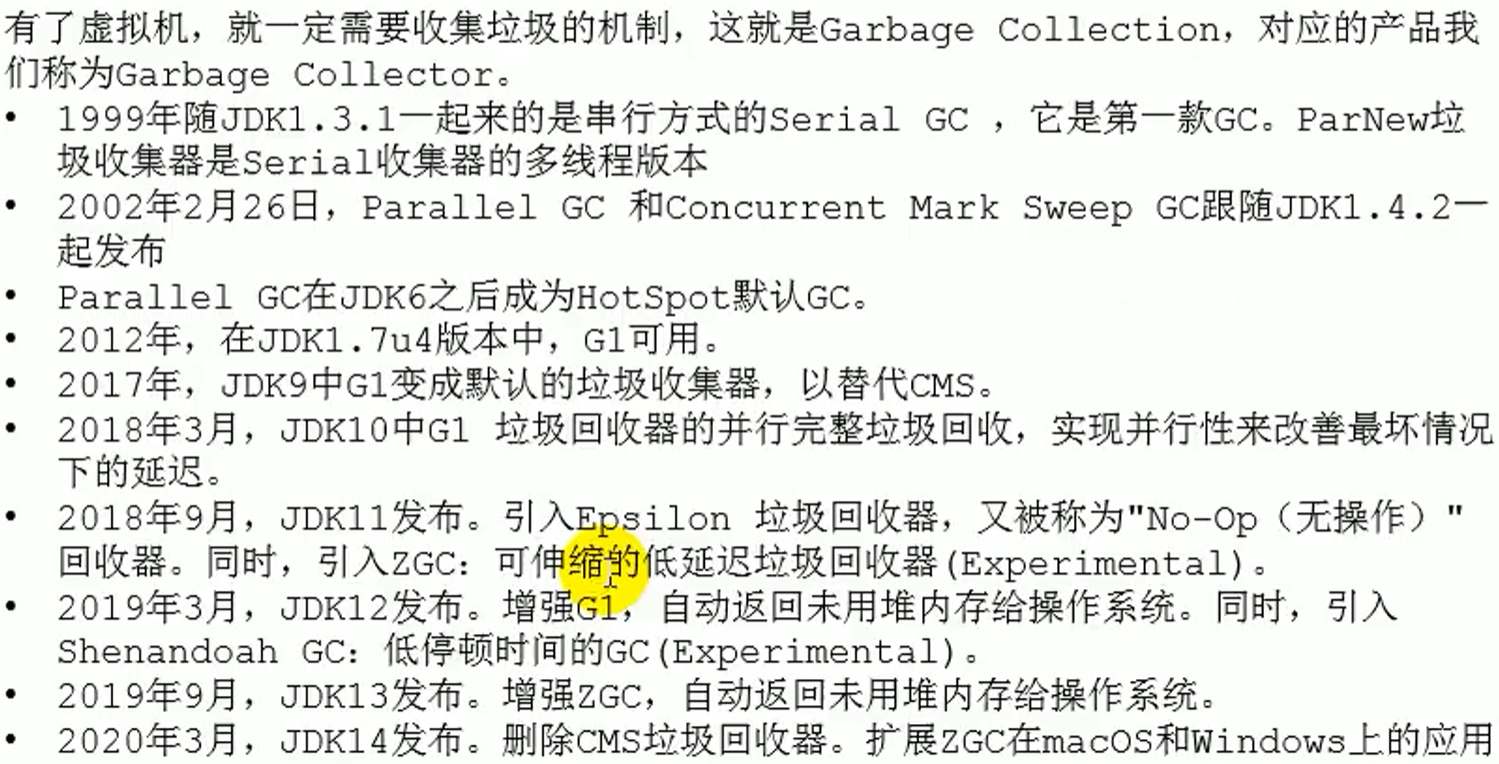 有了虚拟机，就一定需要收集垃圾的机制，这就是Garbage Collection，对应的产品我
们称为Garbage Collector。
• 1999年随JDK1.3.1一起来的是串行方式的Serial GC ，它是第一款GC。ParNew垃
圾收集器是Serial收集器的多线程版本
• 2002年2月26日，Parallel GC 和Concurrent Mark Sweep GC跟随JDK1.4.2一
起发布
• Parallel GC在JDK6之后成为HotSpot默认GC。
• 2012年，在JDK1.7u4版本中，G1可用。
• 2017年，JDK9中G1变成默认的垃圾收集器，以替代CMS。
• 2018年3月，JDK10中G1 垃圾回收器的并行完整垃圾回收，实现并行性来改善最坏情况
下的延迟。
• 2018年9月，JDK11发布。引入Epsilon 垃圾回收器，又被称为"No-Op（无操作）"
回收器。同时，引入ZGC：可伸缩的低延迟垃圾回收器(Experimental)。
• 2019年3月，JDK12发布。增强G1，自动返回未用堆内存给操作系统。同时，引入
Shenandoah GC：低停顿时间的GC(Experimental)。
• 2019年9月，JDK13发布。增强ZGC，自动返回未用堆内存给操作系统。
• 2020年3月，JDK14发布。删除CMS垃圾回收器。扩展ZGC在macOS和Windows上的应用